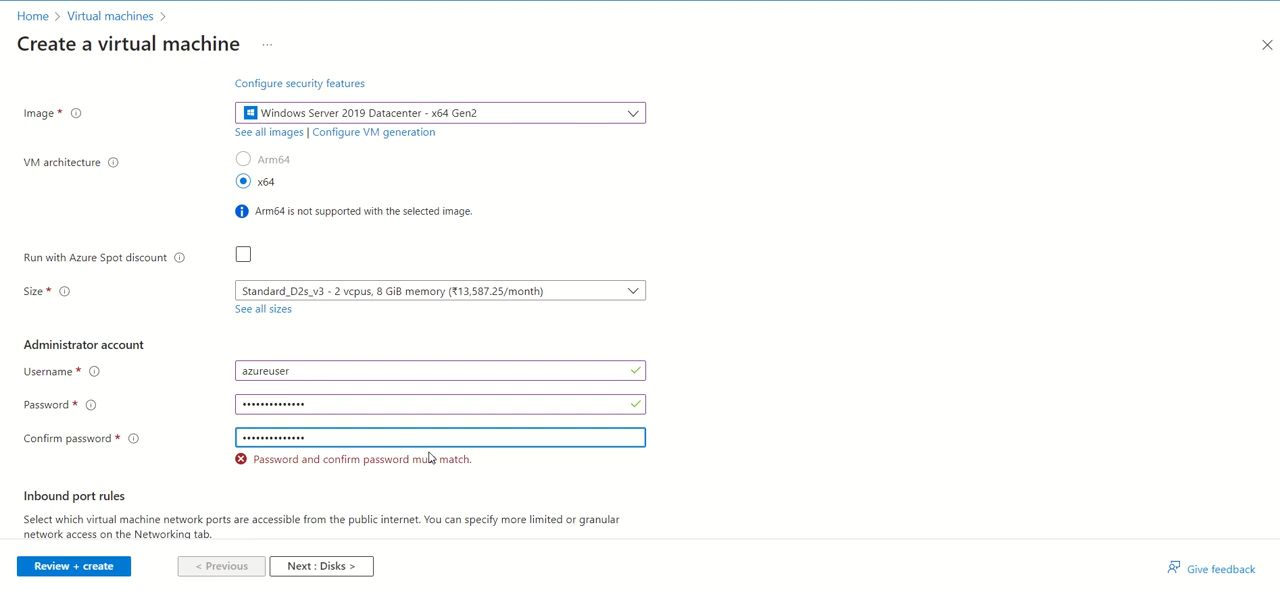 Home > Virtual machines >
Create a virtual machine ...
Configure security features
Image *
Windows Server 2019 Datacenter - x64 Gen2
See all images | Configure VM generation
VM architecture
Arm64
x64
Arm64 is not supported with the selected image.
Run with Azure Spot discount
Size *
Standard_D2s_v3 - 2 vcpus, 8 GiB memory (₹13,587.25/month)
See all sizes
Administrator account
Username *
azureuser
Password *
••••••••••••••
Confirm password *
••••••••••••••
Password and confirm password must match.
Inbound port rules
Select which virtual machine network ports are accessible from the public internet. You can specify more limited or granular
network access on the Networking tab.
Review + create
< Previous
Next : Disks >
Give feedback